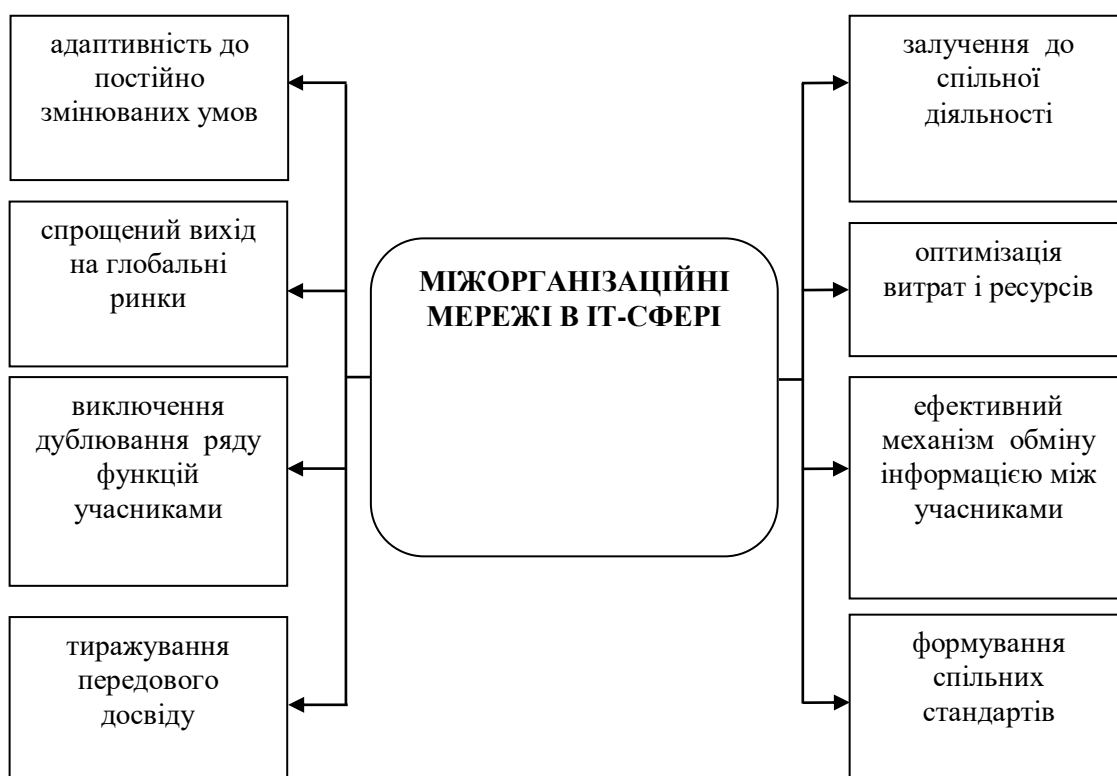 адаптивність до
постійно
змінюваних умов
спрощений вихід
на глобальні
ринки
виключення
дублювання ряду
функцій
учасниками
тиражування
передового
досвіду
МІЖОРГАНІЗАЦІЙНІ
МЕРЕЖІ В ІТ-СФЕРІ
залучення до
спільної
діяльності
оптимізація
витрат і ресурсів
ефективний
механізм обміну
інформацією між
учасниками
формування
спільних
стандартів